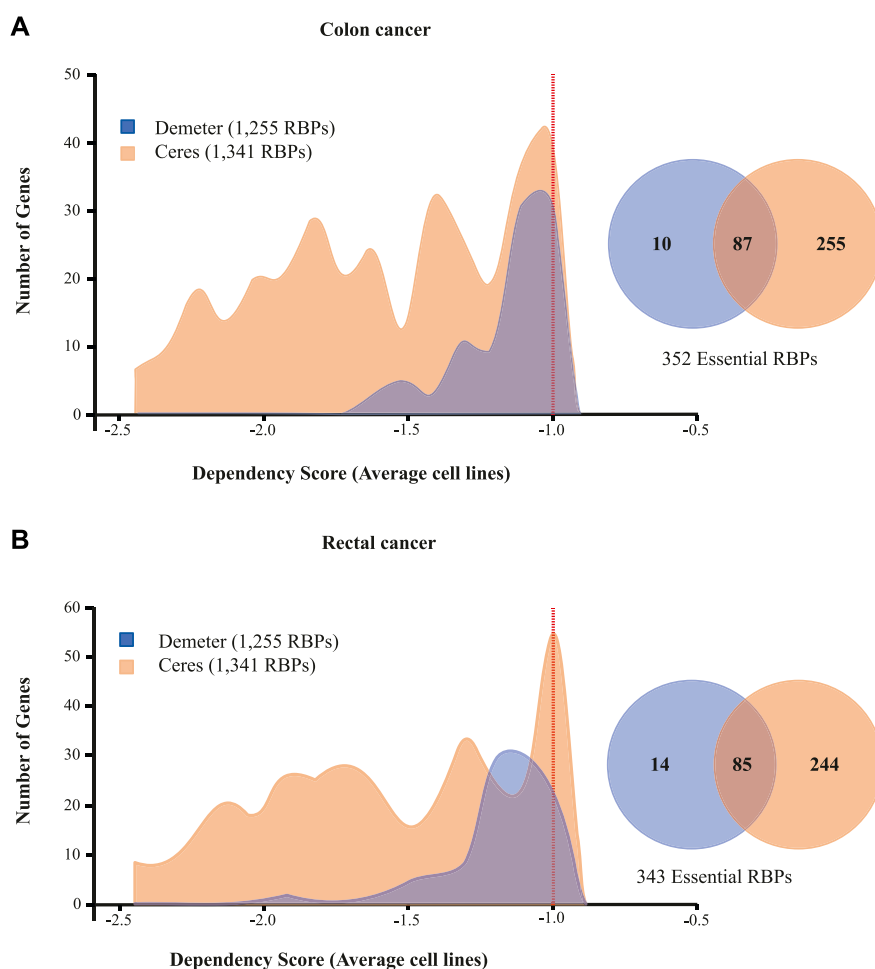 A
Colon cancer
50
40
30
20
10
0
Number of Genes
Demeter (1,255 RBPs)
Ceres (1,341 RBPs)
-2.5
-2.0
-1.5
-1.0
-0.5
Dependency Score (Average cell lines)
10
87
255
352 Essential RBPs
B
Rectal cancer
60
50
40
30
20
10
0
Number of Genes
Demeter (1,255 RBPs)
Ceres (1,341 RBPs)
-2.5
-2.0
-1.5
-1.0
-0.5
Dependency Score (Average cell lines)
14
85
244
343 Essential RBPs